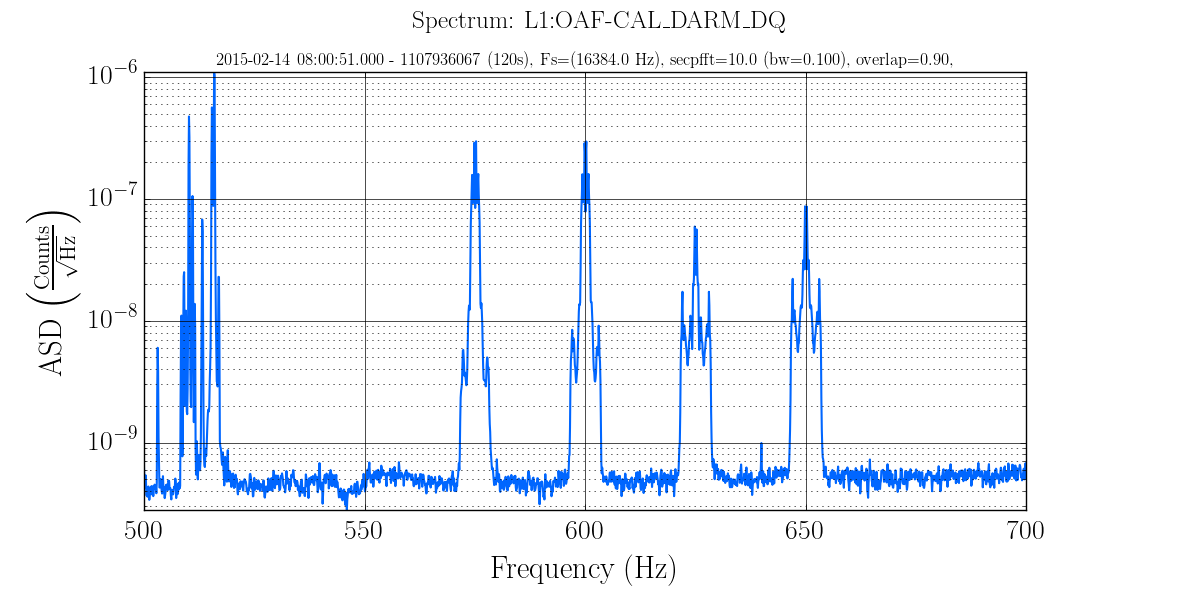 Spectrum: L1:OAF-CAL_DARM_DQ
2015-02-14 08:00:51.000 - 1107936067 (120s), Fs=(16384.0 Hz), secpfft=10.0 (bw=0.100), overlap=0.90,
10⁻⁶
10⁻⁷
10⁻⁸
10⁻⁹
ASD (Counts/√Hz)
500 550 600 650 700
Frequency (Hz)